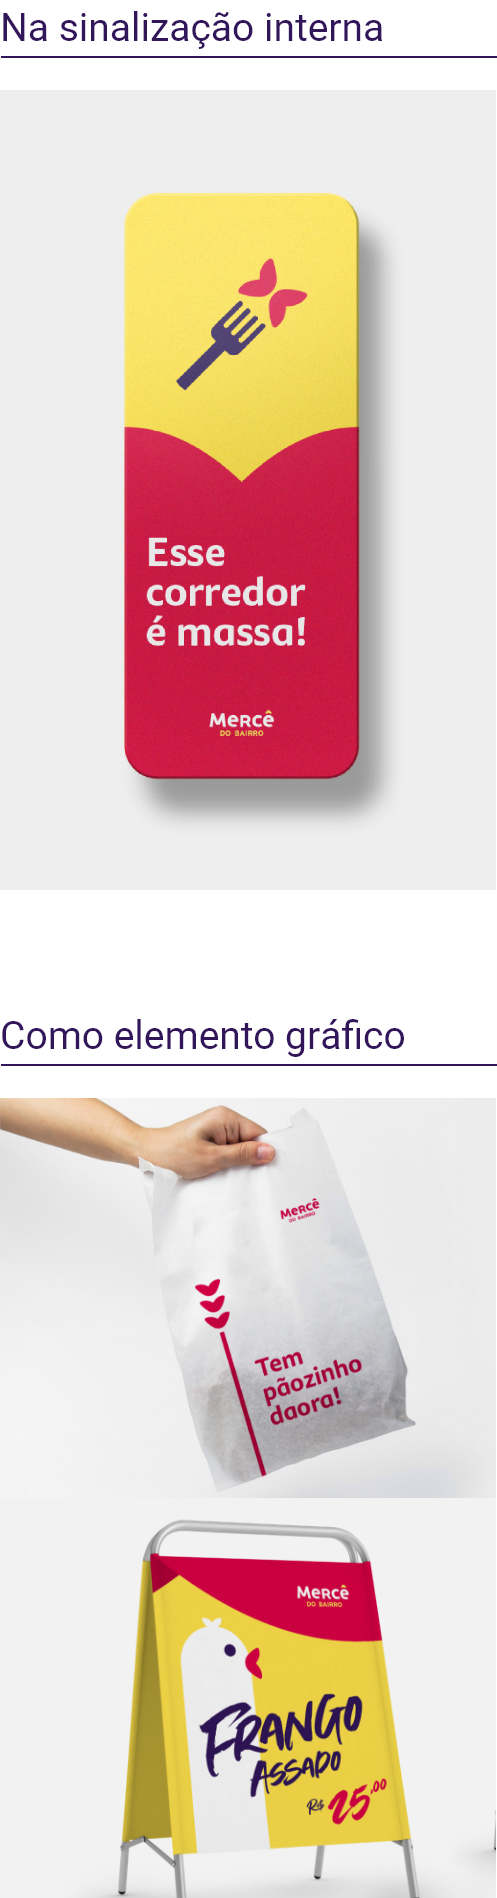 Na sinalização interna
Esse
corredor
é massa!
Mercê
DO BAIRRO
Como elemento gráfico
Mercê
DO BAIRRO
Tem
pãozinho
daora!
Mercê
DO BAIRRO
FRANGO
ASSADO
R$ 25,00